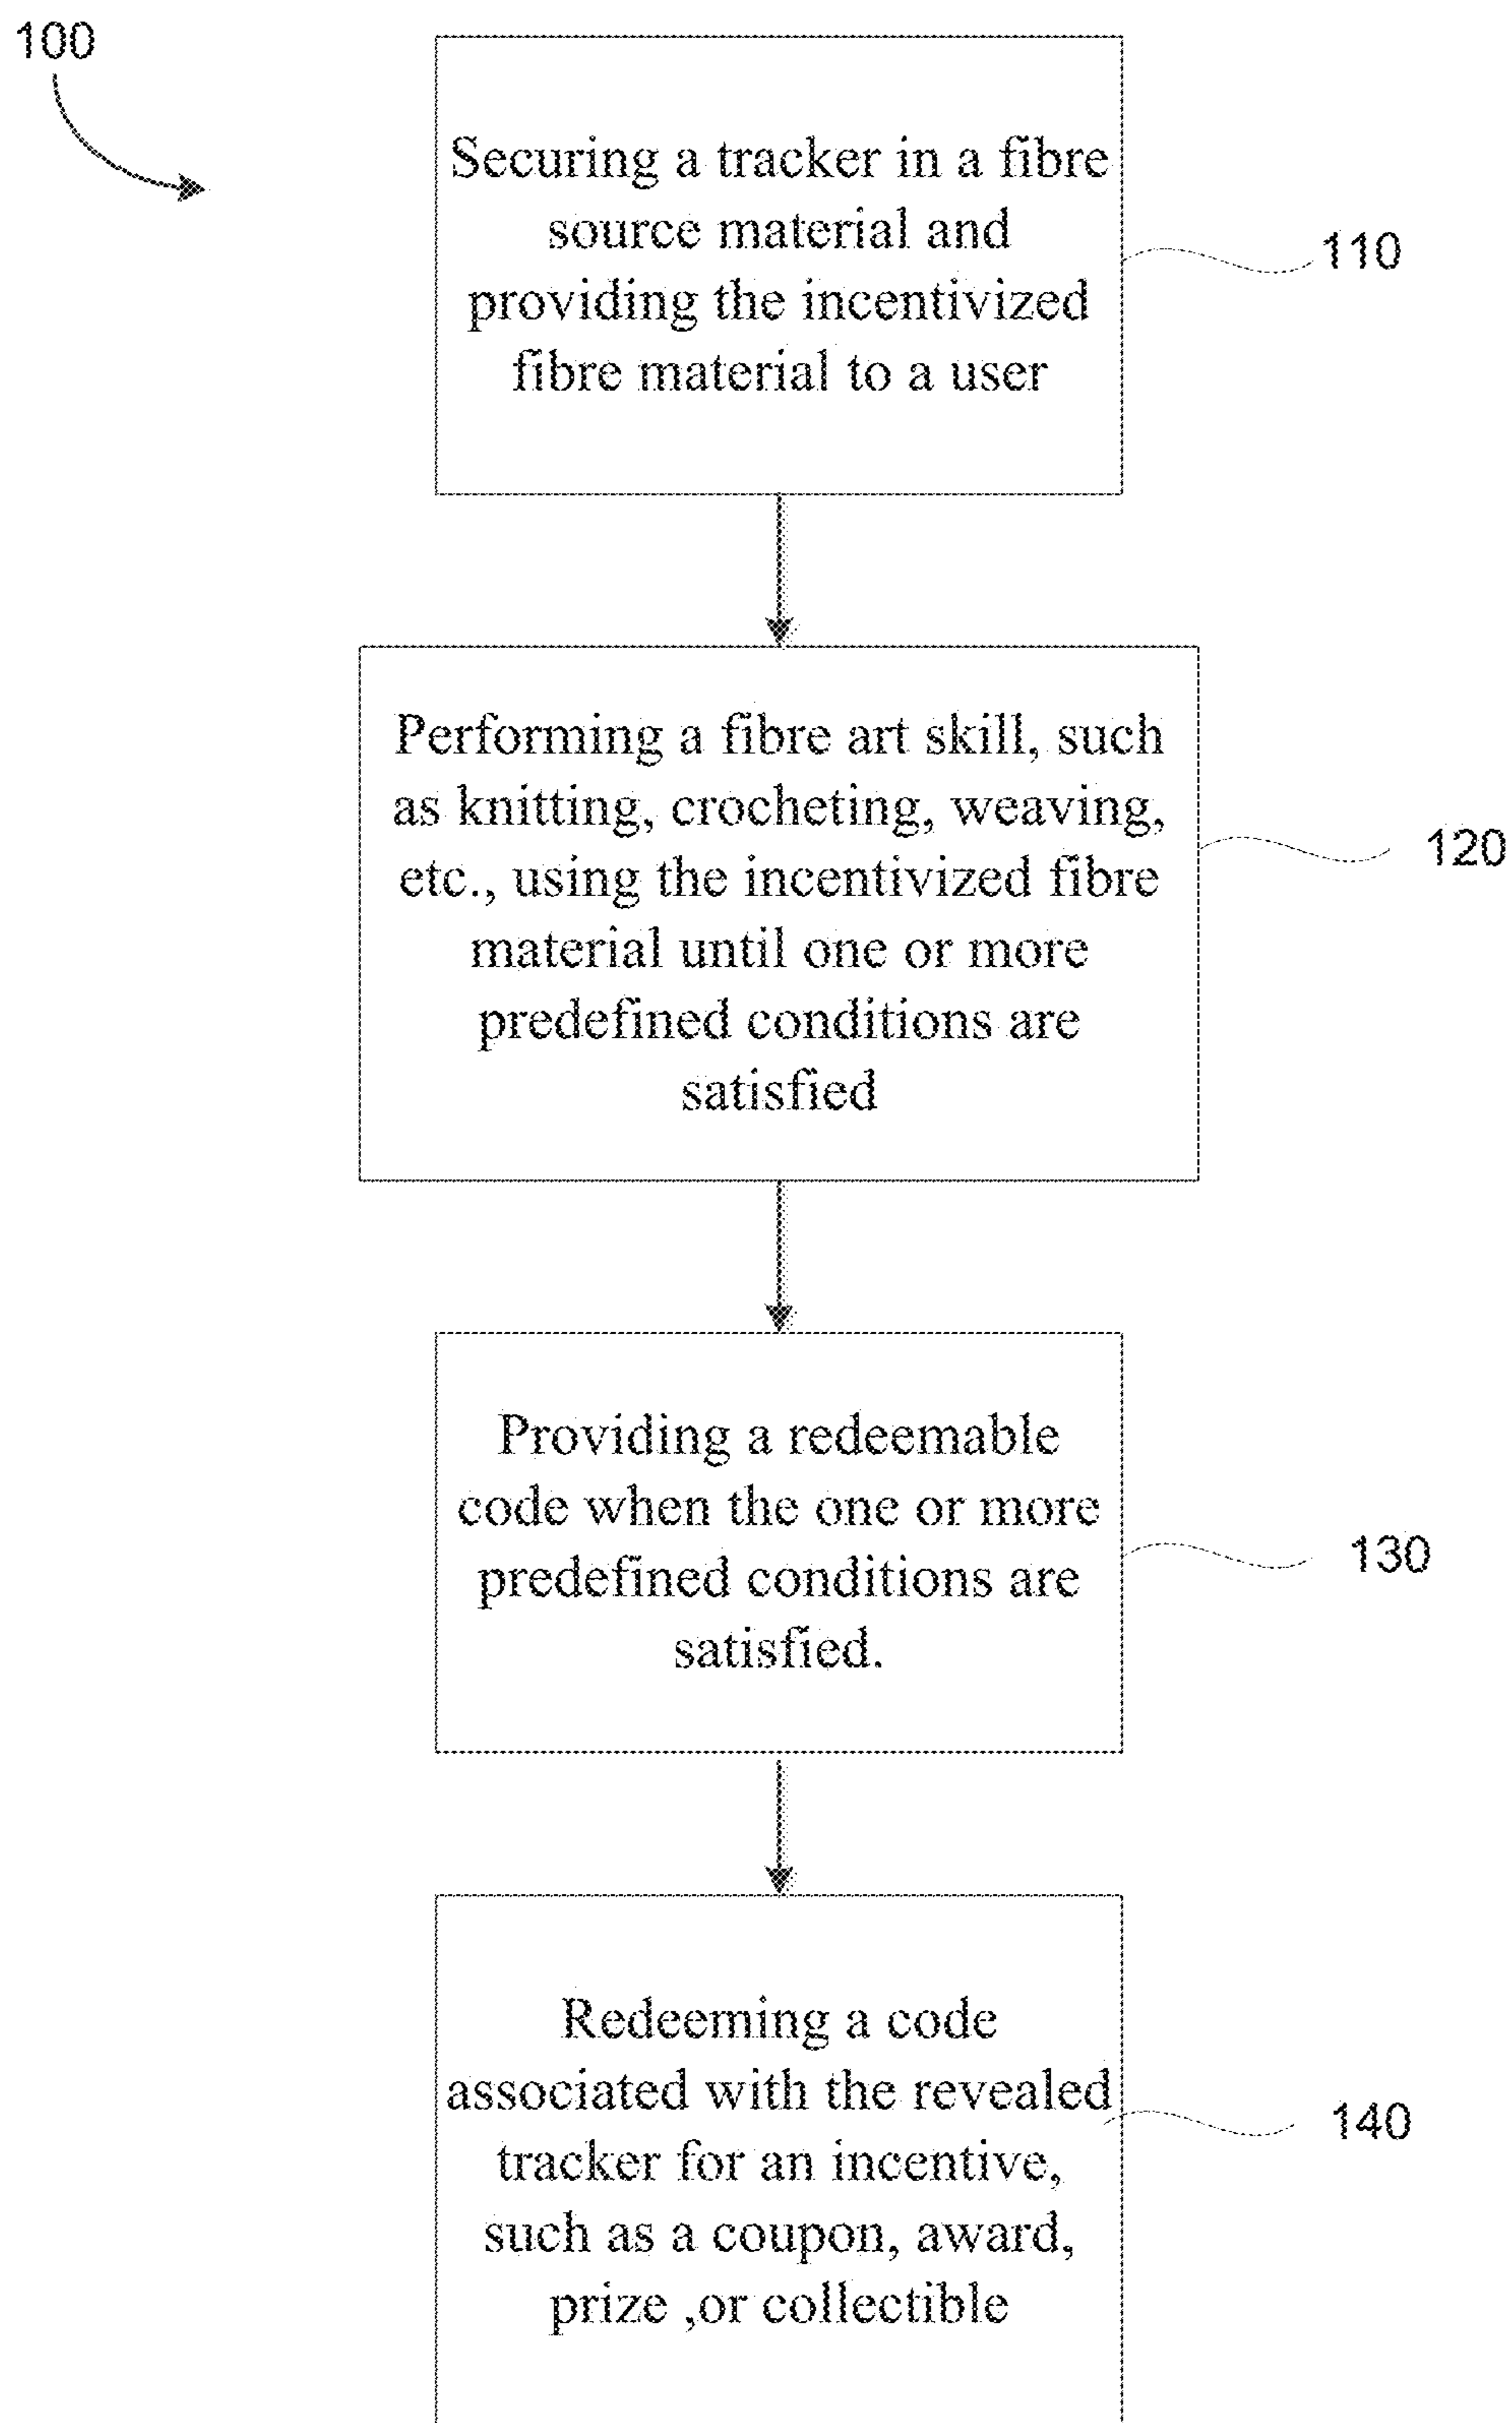 100
Securing a tracker in a fibre
source material and
providing the incentivized
fibre material to a user
110
Performing a fibre art skill, such
as knitting, crocheting, weaving,
etc., using the incentivized fibre
material until one or more
predefined conditions are
satisfied
120
Providing a redeemable
code when the one or more
predefined conditions are
satisfied.
130
Redeeming a code
associated with the revealed
tracker for an incentive,
such as a coupon, award,
prize ,or collectible
140